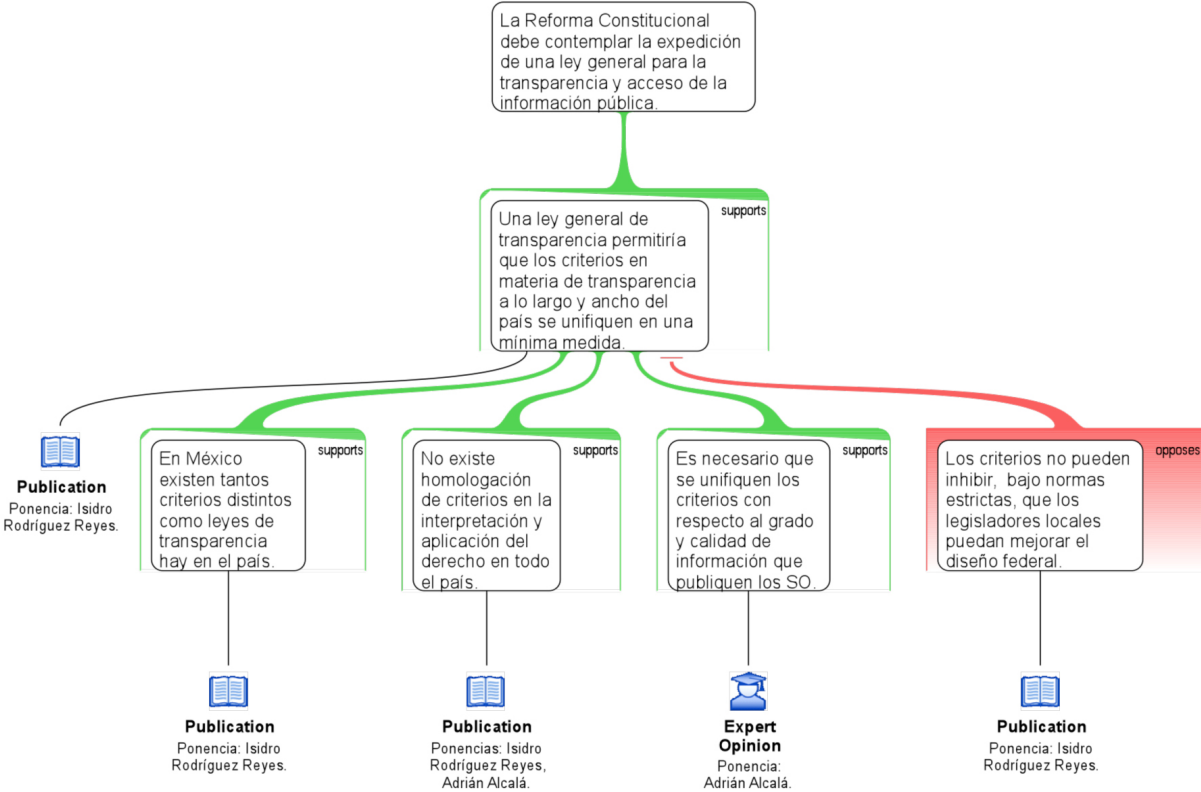 La Reforma Constitucional
debe contemplar la expedición
de una ley general para la
transparencia y acceso de la
información pública.
supports
Una ley general de
transparencia permitiría
que los criterios en
materia de transparencia
a lo largo y ancho del
país se unifiquen en una
mínima medida.
Publication
Ponencia: Isidro
Rodríguez Reyes.
supports
En México
existen tantos
criterios distintos
como leyes de
transparencia
hay en el país.
supports
No existe
homologación
de criterios en la
interpretación y
aplicación del
derecho en todo
el país.
supports
Es necesario que
se unifiquen los
criterios con
respecto al grado
y calidad de
información que
publiquen los SO.
opposes
Los criterios no pueden
inhibir, bajo normas
estrictas, que los
legisladores locales
puedan mejorar el
diseño federal.
Publication
Ponencia: Isidro
Rodríguez Reyes.
Publication
Ponencias: Isidro
Rodríguez Reyes,
Adrián Alcalá.
Expert
Opinion
Ponencia:
Adrián Alcalá.
Publication
Ponencia: Isidro
Rodríguez Reyes.